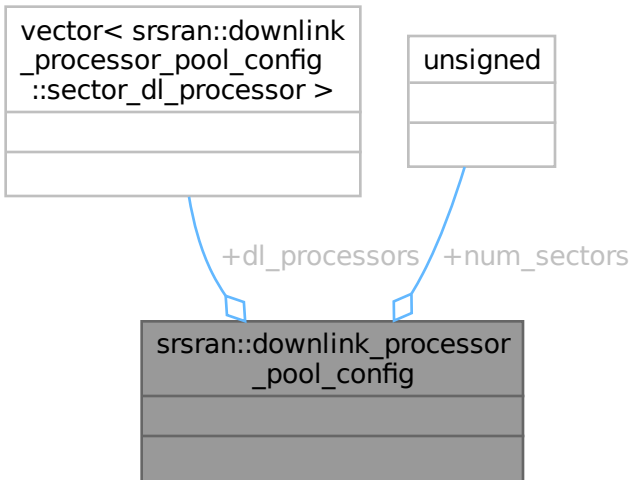 vector< srsran::downlink
_processor_pool_config
::sector_dl_processor >
unsigned
+dl_processors
+num_sectors
srsran::downlink_processor
_pool_config